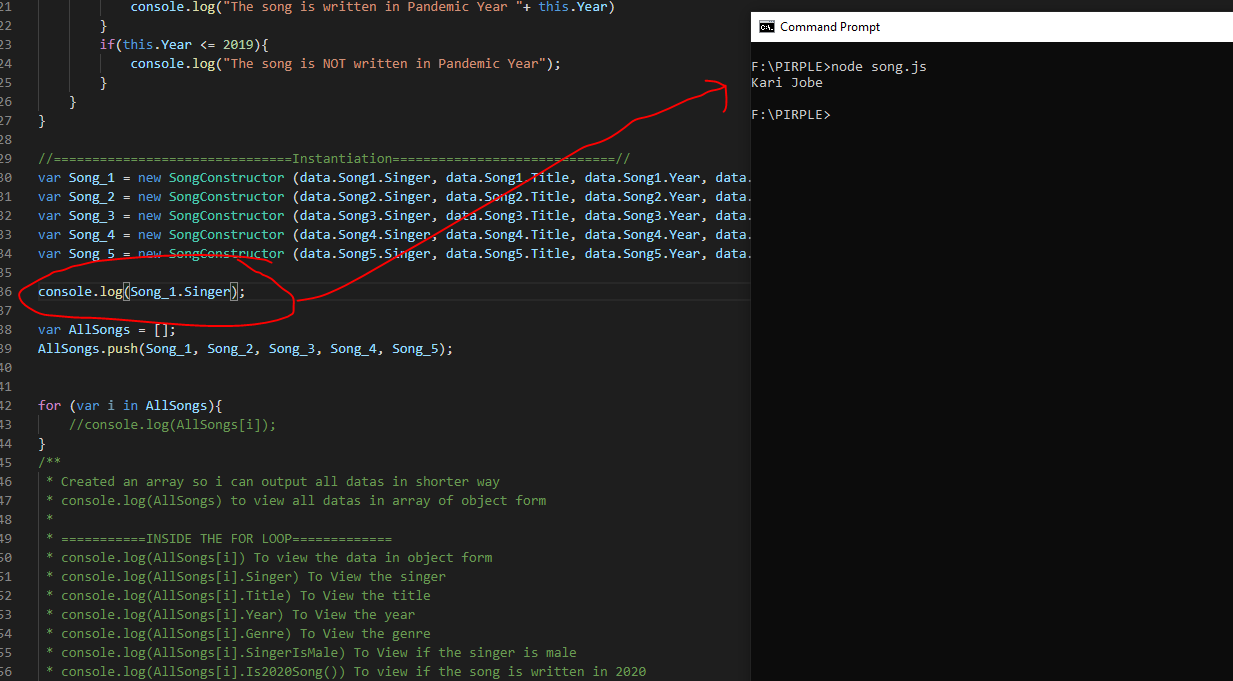 21 console.log("The song is written in Pandemic Year "+ this.Year)
22 }
23 if(this.Year <= 2019){
24 console.log("The song is NOT written in Pandemic Year");
25 }
26 }
27 }
28
29 //===============================Instantiation=============================//
30 var Song_1 = new SongConstructor (data.Song1.Singer, data.Song1.Title, data.Song1.Year, data.
31 var Song_2 = new SongConstructor (data.Song2.Singer, data.Song2.Title, data.Song2.Year, data.
32 var Song_3 = new SongConstructor (data.Song3.Singer, data.Song3.Title, data.Song3.Year, data.
33 var Song_4 = new SongConstructor (data.Song4.Singer, data.Song4.Title, data.Song4.Year, data.
34 var Song_5 = new SongConstructor (data.Song5.Singer, data.Song5.Title, data.Song5.Year, data.
35
36 console.log(Song_1.Singer);
37
38 var AllSongs = [];
39 AllSongs.push(Song_1, Song_2, Song_3, Song_4, Song_5);
40
41
42 for (var i in AllSongs){
43 //console.log(AllSongs[i]);
44 }
45 /**
46 * Created an array so i can output all datas in shorter way
47 * console.log(AllSongs) to view all datas in array of object form
48 *
49 * ===========INSIDE THE FOR LOOP=============
50 * console.log(AllSongs[i]) To view the data in object form
51 * console.log(AllSongs[i].Singer) To View the singer
52 * console.log(AllSongs[i].Title) To View the title
53 * console.log(AllSongs[i].Year) To View the year
54 * console.log(AllSongs[i].Genre) To View the genre
55 * console.log(AllSongs[i].SingerIsMale) To View if the singer is male
56 * console.log(AllSongs[i].Is2020Song()) To view if the song is written in 2020
Command Prompt
F:\PIRPLE>node song.js
Kari Jobe
F:\PIRPLE>